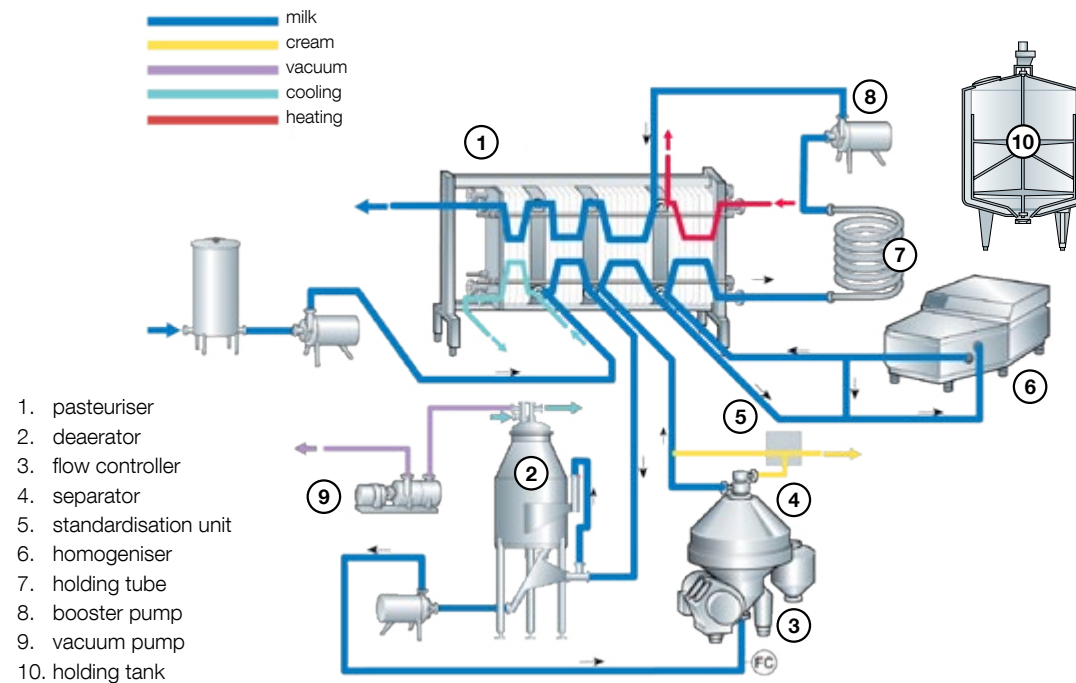 milk
cream
vacuum
cooling
heating
1
8
10
7
6
5
2
9
4
3
FC
1. pasteuriser
2. deaerator
3. flow controller
4. separator
5. standardisation unit
6. homogeniser
7. holding tube
8. booster pump
9. vacuum pump
10. holding tank